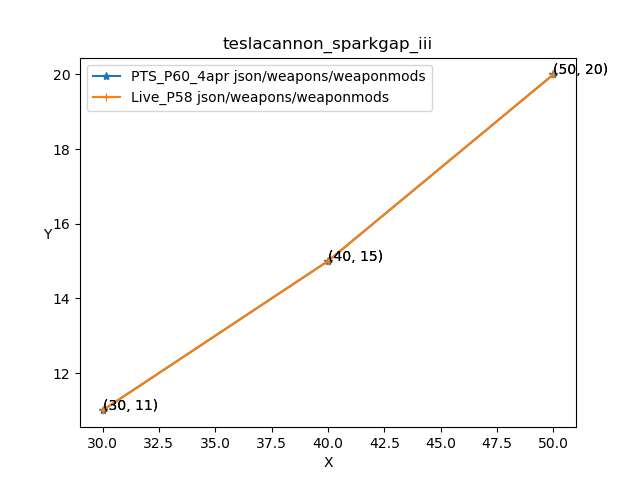 teslacannon_sparkgap_iii
PTS_P60_4apr json/weapons/weaponmods
Live_P58 json/weapons/weaponmods
(50, 20)
(40, 15)
(30, 11)
20
18
16
14
12
Y
30.0 32.5 35.0 37.5 40.0 42.5 45.0 47.5 50.0
X